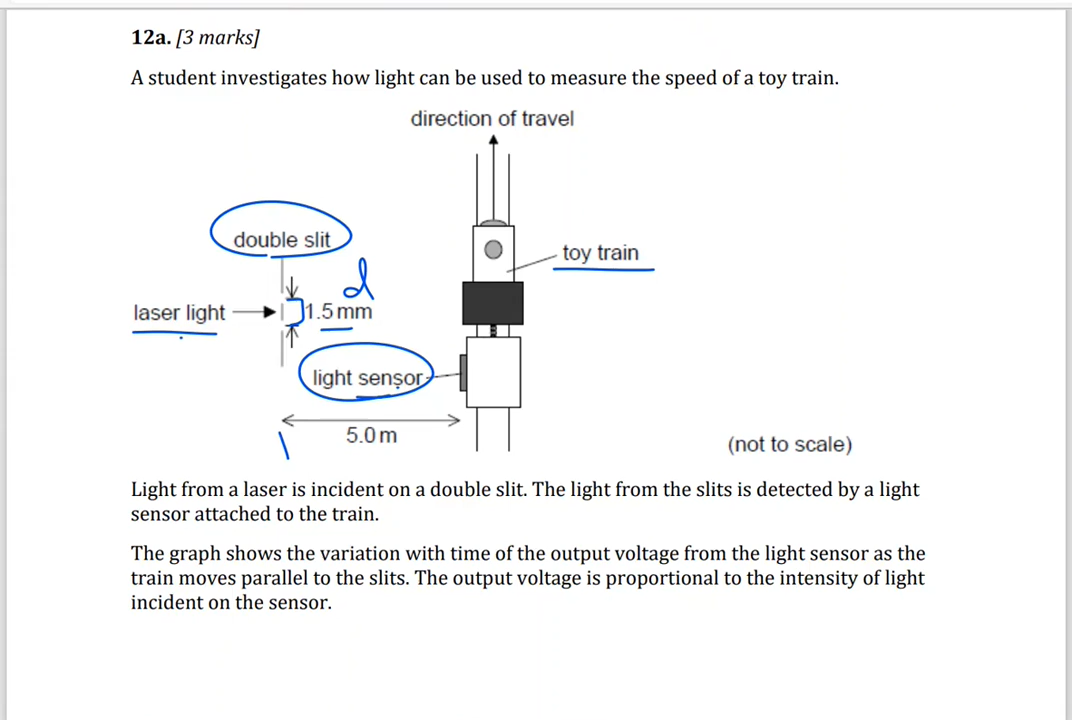 12a. [3 marks]
A student investigates how light can be used to measure the speed of a toy train.
direction of travel
double slit
toy train
d
laser light
1.5 mm
light sensor
5.0 m
(not to scale)
Light from a laser is incident on a double slit. The light from the slits is detected by a light
sensor attached to the train.
The graph shows the variation with time of the output voltage from the light sensor as the
train moves parallel to the slits. The output voltage is proportional to the intensity of light
incident on the sensor.